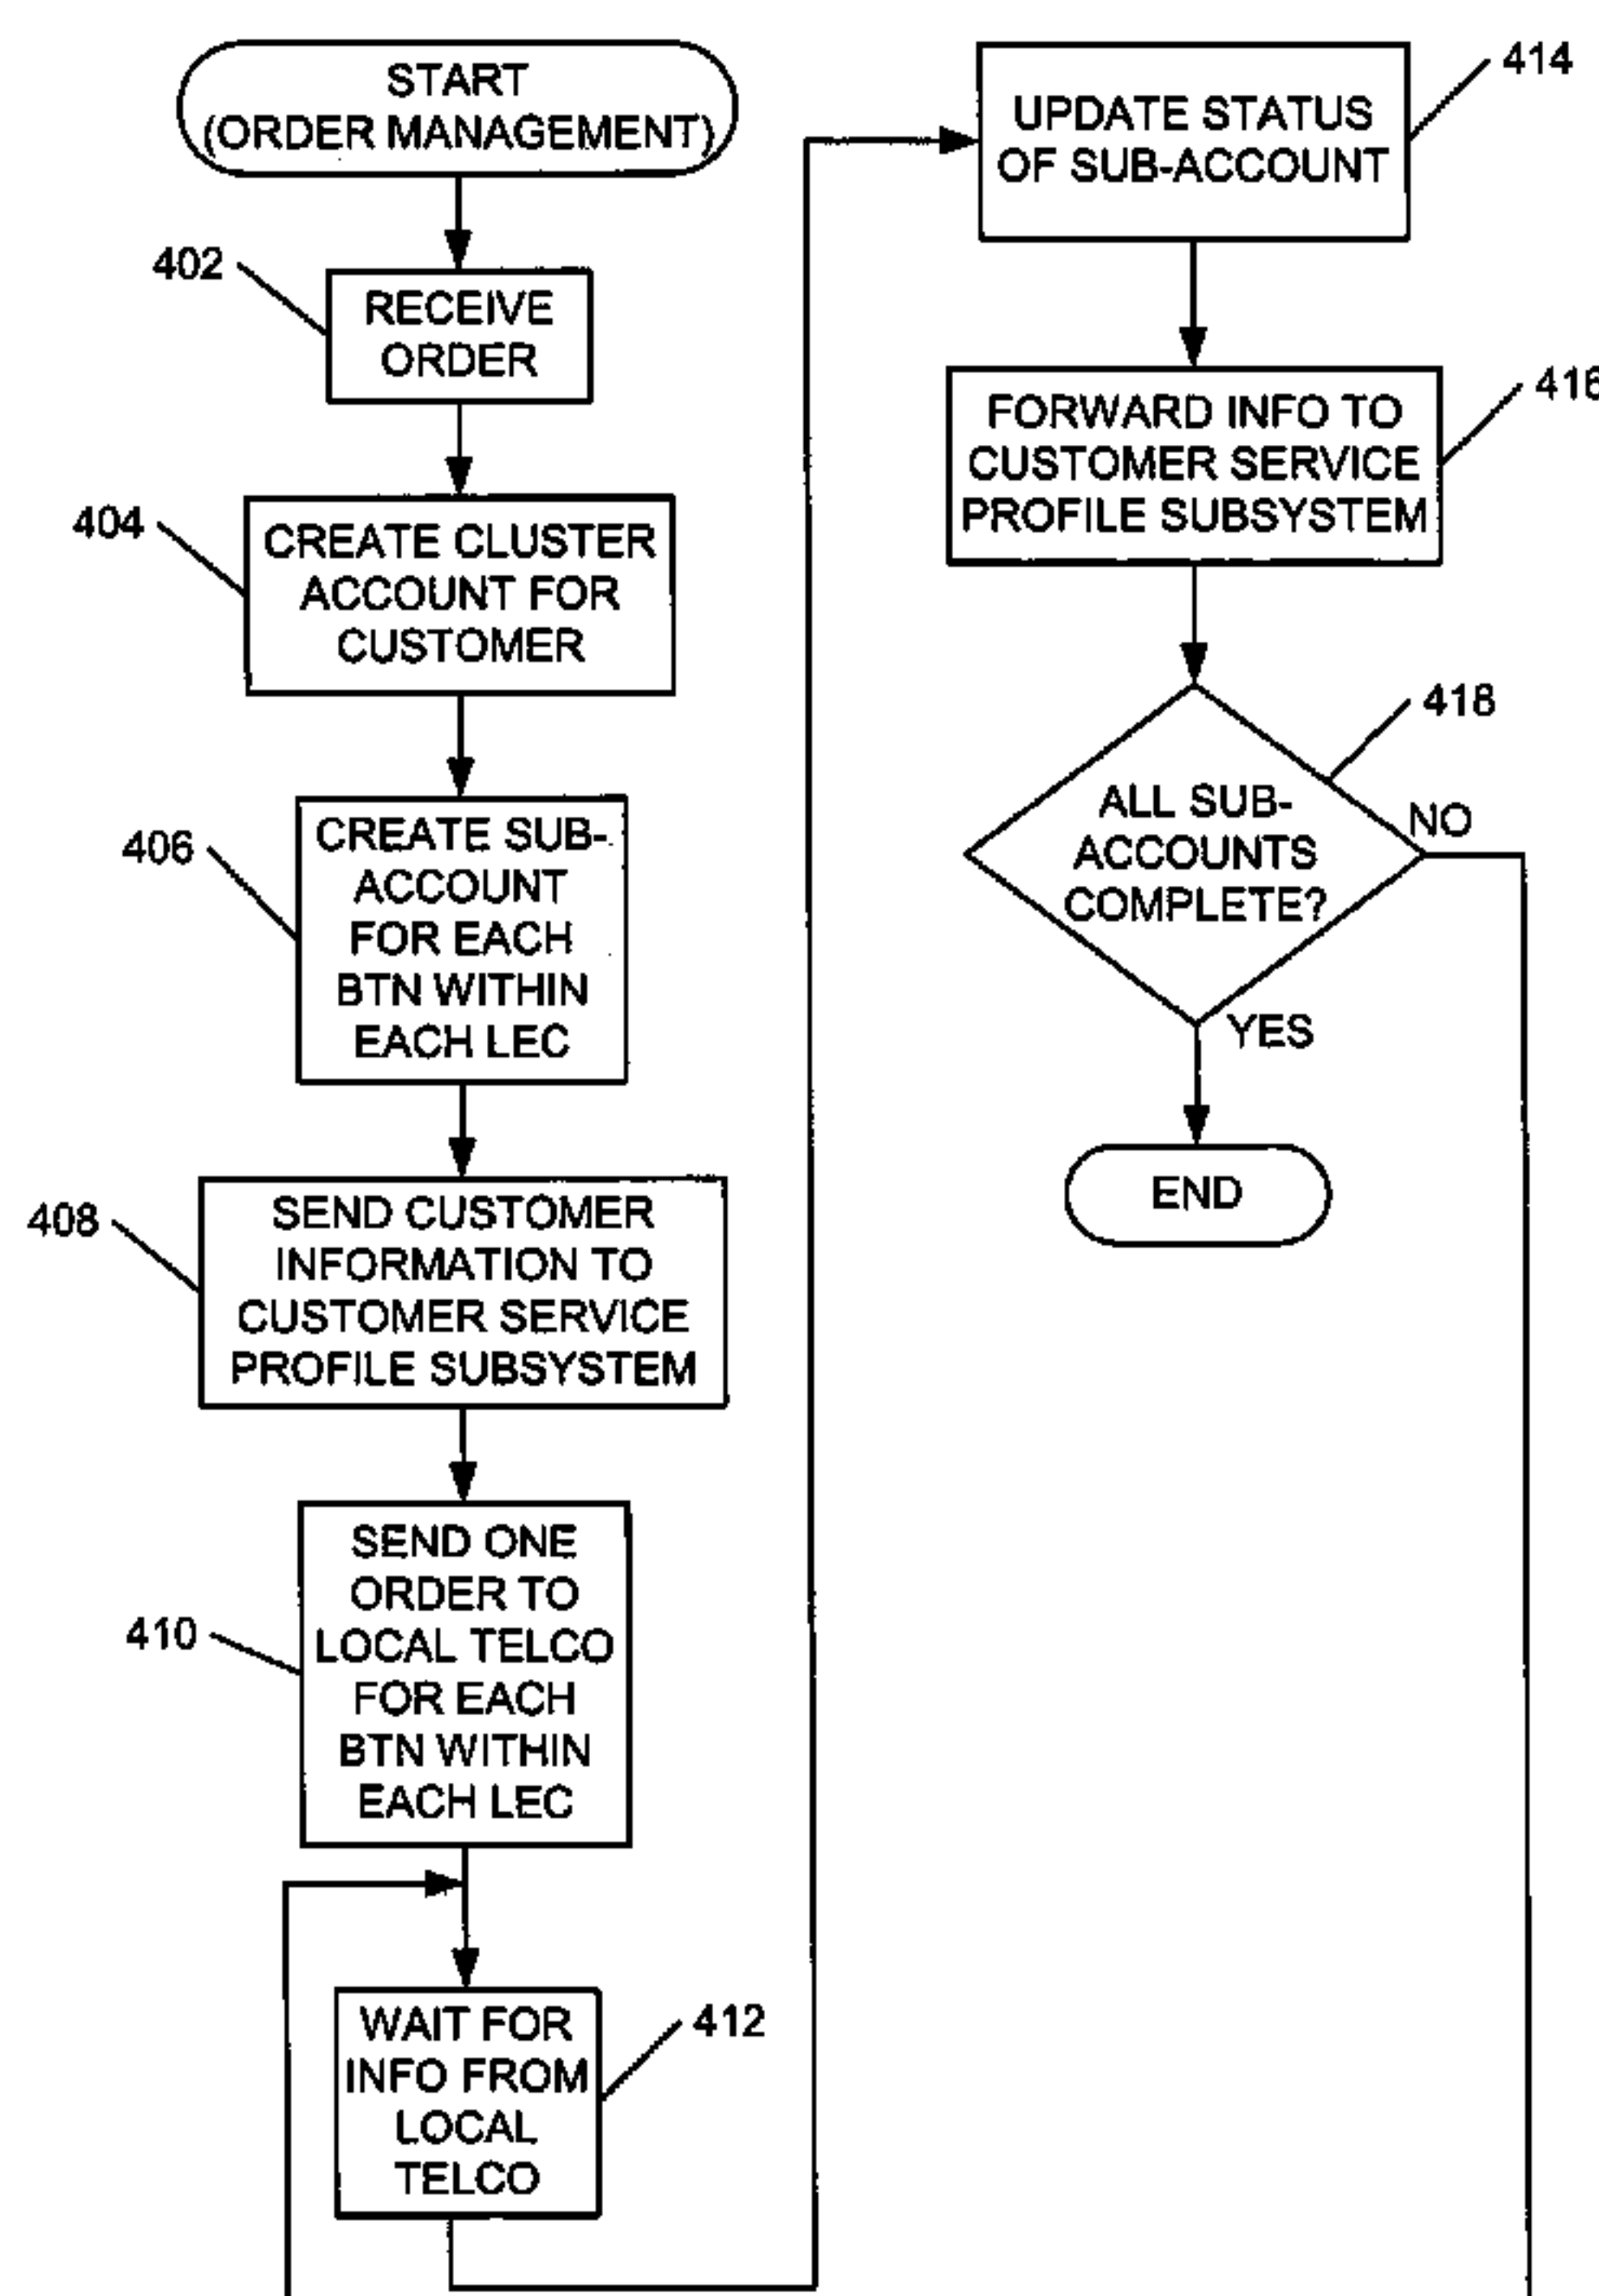 START
(ORDER MANAGEMENT)
402
RECEIVE
ORDER
404
CREATE CLUSTER
ACCOUNT FOR
CUSTOMER
406
CREATE SUB-
ACCOUNT
FOR EACH
BTN WITHIN
EACH LEC
408
SEND CUSTOMER
INFORMATION TO
CUSTOMER SERVICE
PROFILE SUBSYSTEM
410
SEND ONE
ORDER TO
LOCAL TELCO
FOR EACH
BTN WITHIN
EACH LEC
412
WAIT FOR
INFO FROM
LOCAL
TELCO
414
UPDATE STATUS
OF SUB-ACCOUNT
416
FORWARD INFO TO
CUSTOMER SERVICE
PROFILE SUBSYSTEM
418
ALL SUB-
ACCOUNTS
COMPLETE?
NO
YES
END